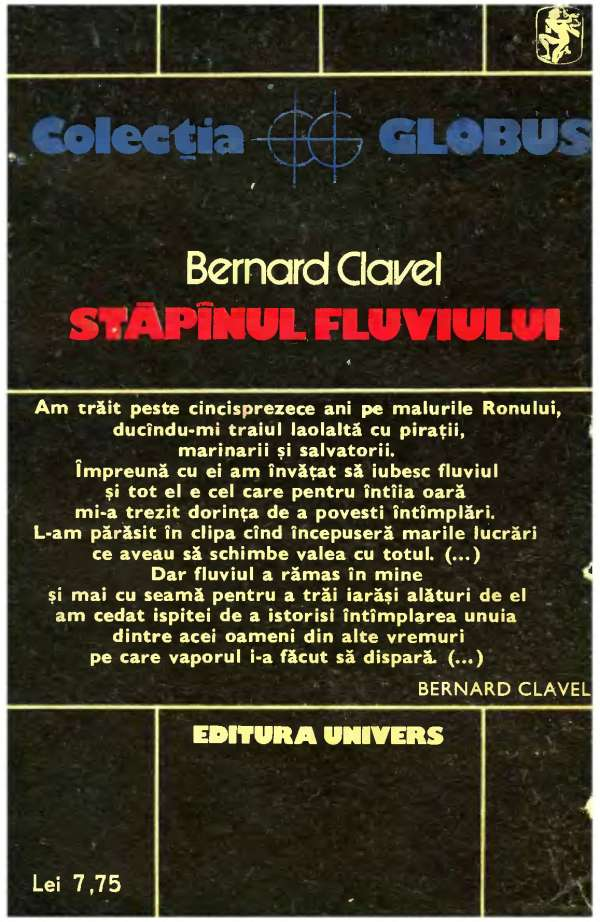 Colecția GLOBUS
Bernard Clavel
STĂPÎNUL FLUVIULUI
Am trăit peste cincisprezece ani pe malurile Ronului,
ducîndu-mi traiul laolaltă cu pirații,
marinarii și salvatorii.
Împreună cu ei am învățat să iubesc fluviul
și tot el e cel care pentru întîia oară
mi-a trezit dorința de a povesti întîmplări.
L-am părăsit în clipa cînd începuseră marile lucrări
ce aveau să schimbe valea cu totul. (...)
Dar fluviul a rămas în mine
și mai cu seamă pentru a trăi iarăși alături de el
am cedat ispitei de a istorisi întîmplarea unuia
dintre acei oameni din alte vremuri
pe care vaporul i-a făcut să dispară. (...)
BERNARD CLAVEL
EDITURA UNIVERS
Lei 7,75